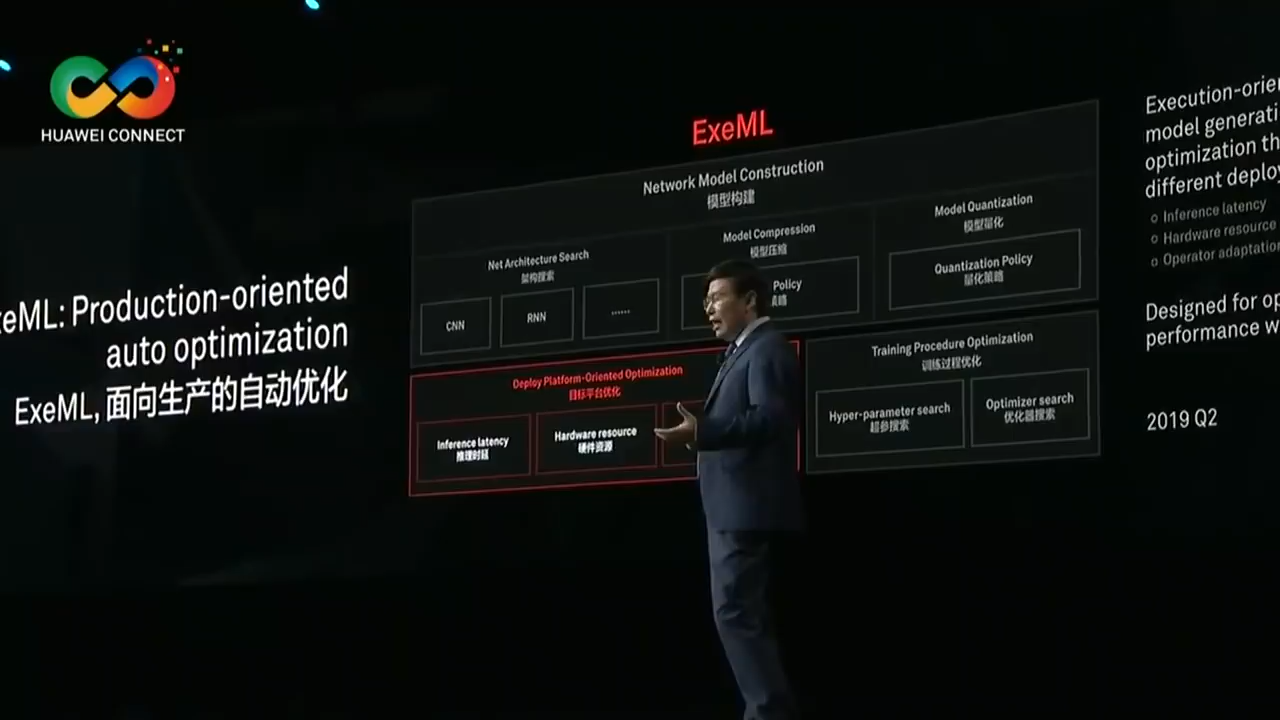 HUAWEI CONNECT
ExeML
Network Model Construction
模型构建
Net Architecture Search
架构搜索
CNN
RNN
......
Model Compression
模型压缩
Policy
策略
Model Quantization
模型量化
Quantization Policy
量化策略
Deploy Platform-Oriented Optimization
目标平台优化
Inference latency
推理时延
Hardware resource
硬件资源
Training Procedure Optimization
训练过程优化
Hyper-parameter search
超参搜索
Optimizer search
优化器搜索
eML: Production-oriented
auto optimization
ExeML, 面向生产的自动优化
Execution-orie
model generati
optimization th
different deploy
Inference latency
Hardware resource
Operator adaptatio
Designed for op
performance w
2019 Q2